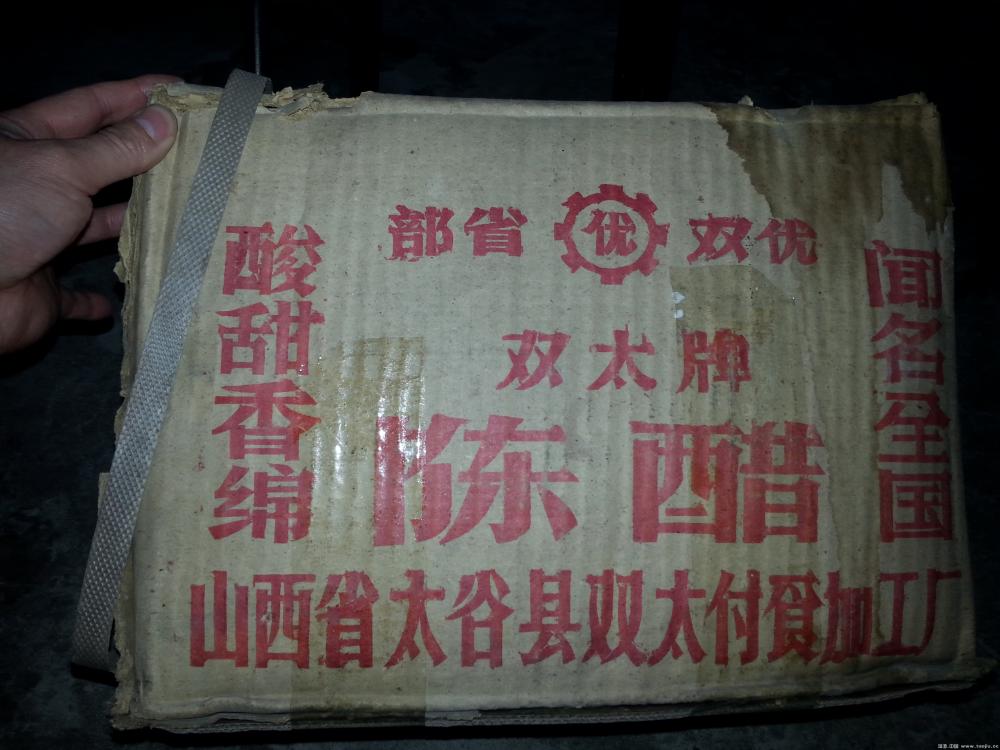 部省 优 双优
酸甜香绵
闻名全国
双太牌
陈醋
山西省太谷县双太付食加工厂